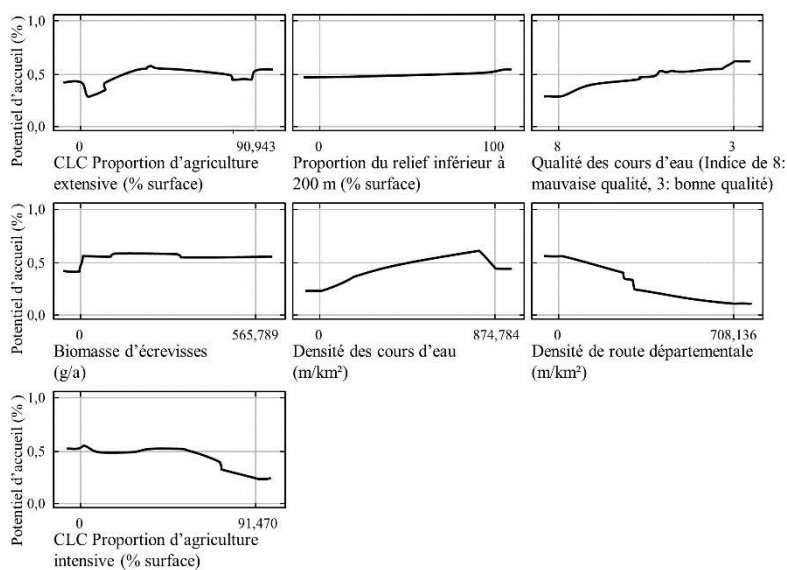 Potentiel d'accueil (%)
1,0
0,5
0,0
0 90,943
CLC Proportion d'agriculture
extensive (% surface)
0 100
Proportion du relief inférieur à
200 m (% surface)
8 3
Qualité des cours d'eau (Indice de 8:
mauvaise qualité, 3: bonne qualité)
Potentiel d'accueil (%)
1,0
0,5
0,0
0 565,789
Biomasse d'écrevisses
(g/a)
0 874,784
Densité des cours d'eau
(m/km²)
0 708,136
Densité de route départementale
(m/km²)
Potentiel d'accueil (%)
1,0
0,5
0,0
0 91,470
CLC Proportion d'agriculture
intensive (% surface)